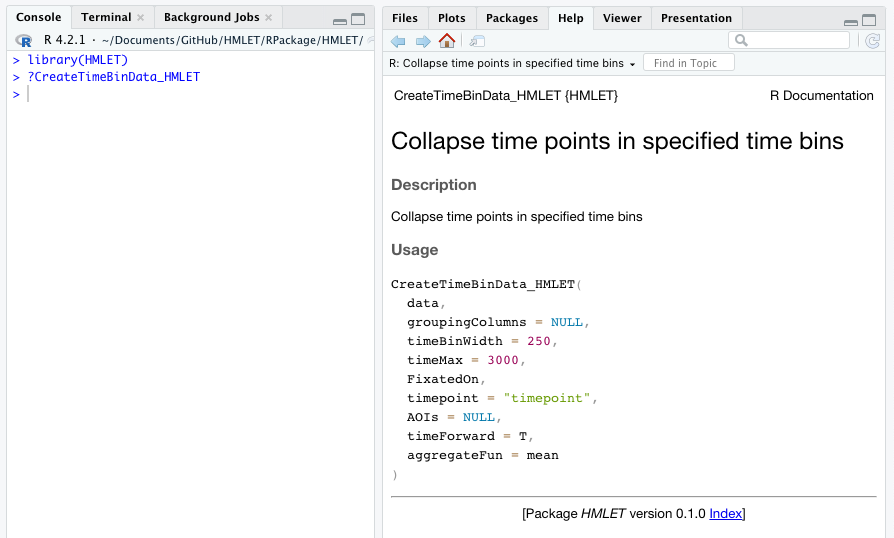 Console Terminal Background Jobs
R 4.2.1 · ~/Documents/GitHub/HMLET/RPackage/HMLET/
> library(HMLET)
> ?CreateTimeBinData_HMLET
>
Files Plots Packages Help Viewer Presentation
R: Collapse time points in specified time bins Find in Topic
CreateTimeBinData_HMLET {HMLET} R Documentation
Collapse time points in specified time bins
Description
Collapse time points in specified time bins
Usage
CreateTimeBinData_HMLET(
data,
groupingColumns = NULL,
timeBinWidth = 250,
timeMax = 3000,
FixatedOn,
timepoint = "timepoint",
AOIs = NULL,
timeForward = T,
aggregateFun = mean
)
[Package HMLET version 0.1.0 Index]